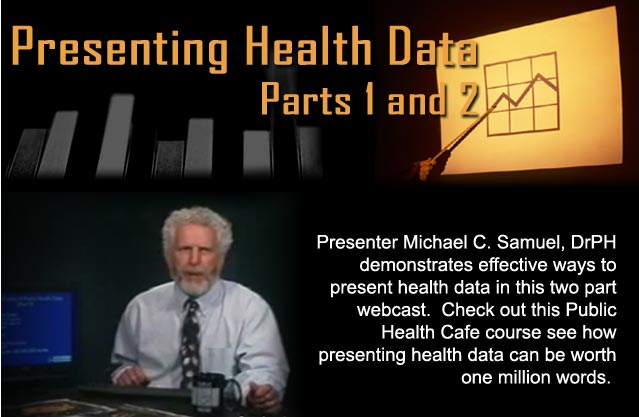 Presenting Health Data
Parts 1 and 2
Presenter Michael C. Samuel, DrPH
demonstrates effective ways to
present health data in this two part
webcast. Check out this Public
Health Cafe course see how
presenting health data can be worth
one million words.